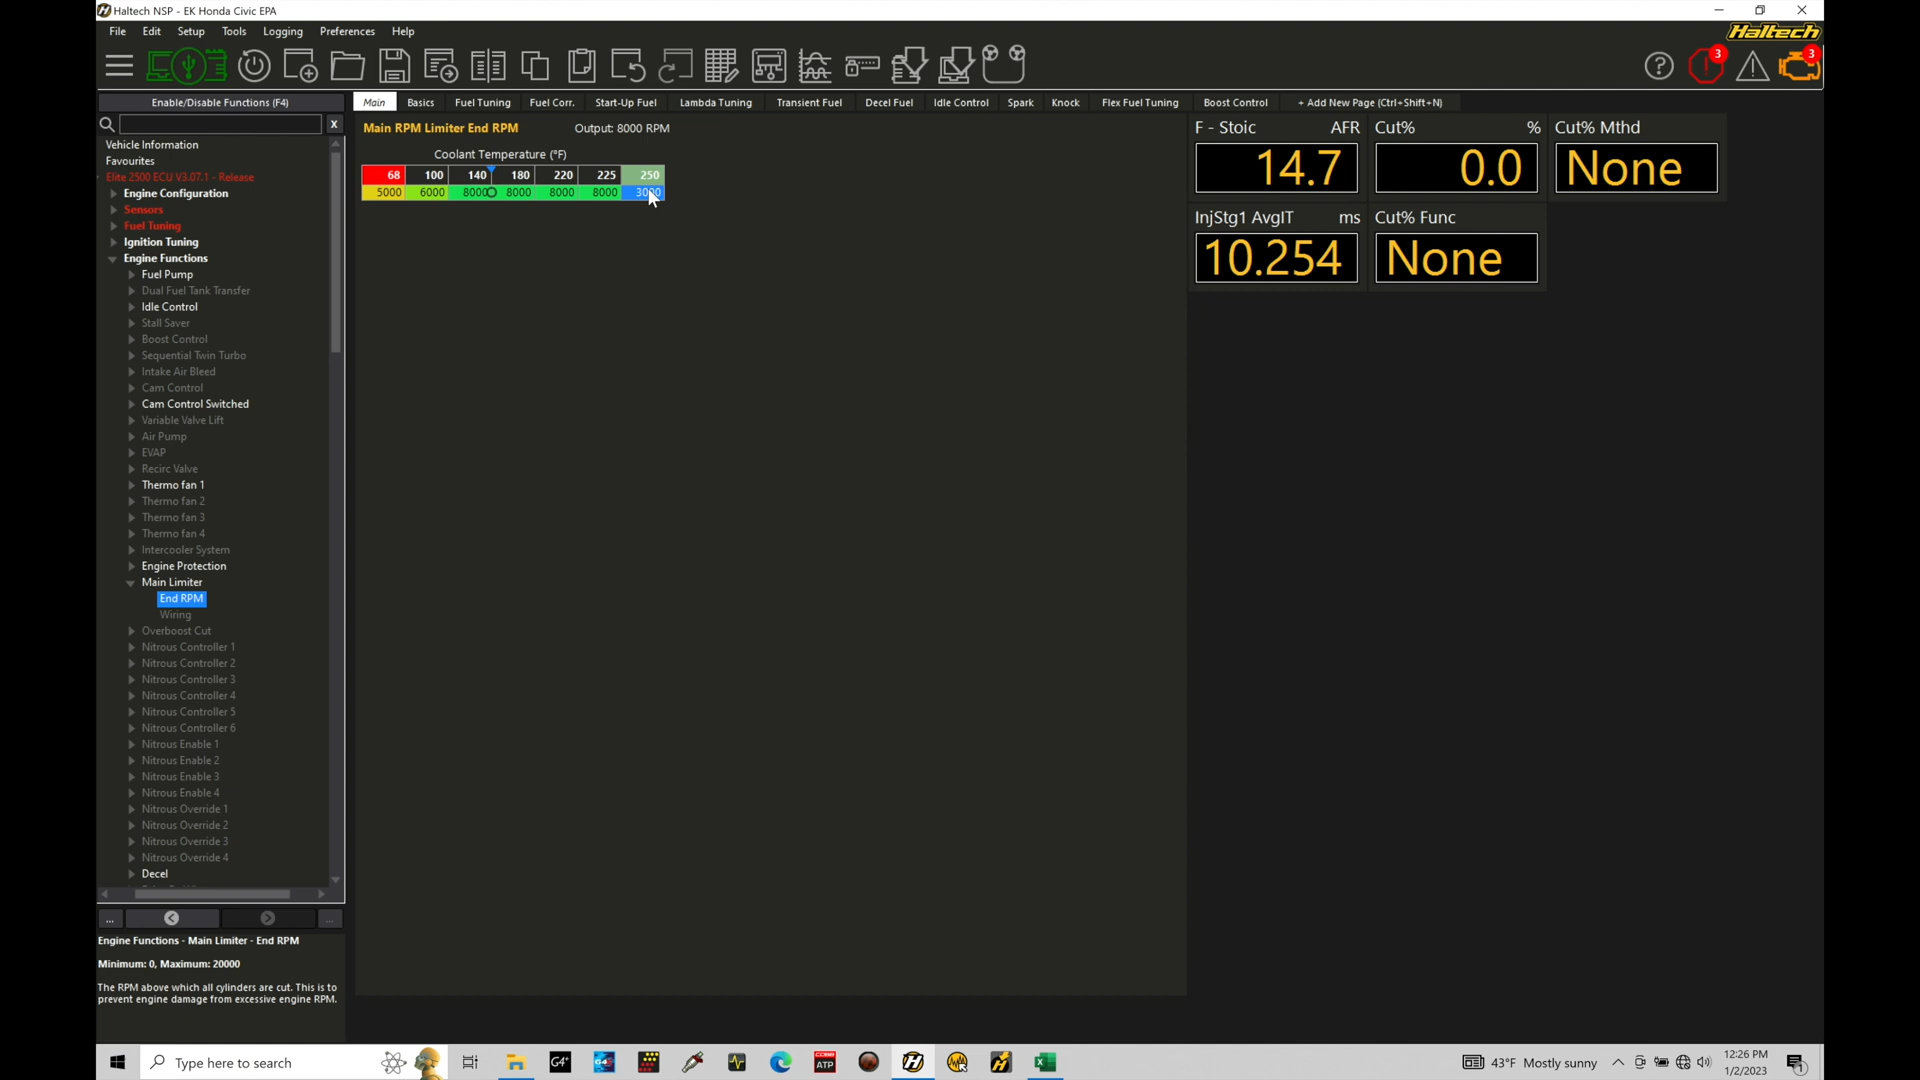 Haltech NSP - EK Honda Civic EPA
File Edit Setup Tools Logging Preferences Help
Haltech
3 3
Enable/Disable Functions (F4)
Main Basics Fuel Tuning Fuel Corr. Start-Up Fuel Lambda Tuning Transient Fuel Decel Fuel Idle Control Spark Knock Flex Fuel Tuning Boost Control + Add New Page (Ctrl+Shift+N)
x
Vehicle Information
Favourites
Elite 2500 ECU V3.07.1 - Release
Engine Configuration
Sensors
Fuel Tuning
Ignition Tuning
Engine Functions
Fuel Pump
Dual Fuel Tank Transfer
Idle Control
Stall Saver
Boost Control
Sequential Twin Turbo
Intake Air Bleed
Cam Control
Cam Control Switched
Variable Valve Lift
Air Pump
EVAP
Recirc Valve
Thermo fan 1
Thermo fan 2
Thermo fan 3
Thermo fan 4
Intercooler System
Engine Protection
Main Limiter
End RPM
Wiring
Overboost Cut
Nitrous Controller 1
Nitrous Controller 2
Nitrous Controller 3
Nitrous Controller 4
Nitrous Controller 5
Nitrous Controller 6
Nitrous Enable 1
Nitrous Enable 2
Nitrous Enable 3
Nitrous Enable 4
Nitrous Override 1
Nitrous Override 2
Nitrous Override 3
Nitrous Override 4
Decel
... ...
Engine Functions - Main Limiter - End RPM
Minimum: 0, Maximum: 20000
The RPM above which all cylinders are cut. This is to
prevent engine damage from excessive engine RPM.
Main RPM Limiter End RPM Output: 8000 RPM
Coolant Temperature (°F)
68 100 140 180 220 225 250
5000 6000 8000 8000 8000 8000 3000
F - Stoic AFR
14.7
Cut% %
0.0
Cut% Mthd
None
InjStg1 AvgIT ms
10.254
Cut% Func
None
Type here to search
G4+
G4
COBB
ATP
43°F Mostly sunny
12:26 PM
1/2/2023
1